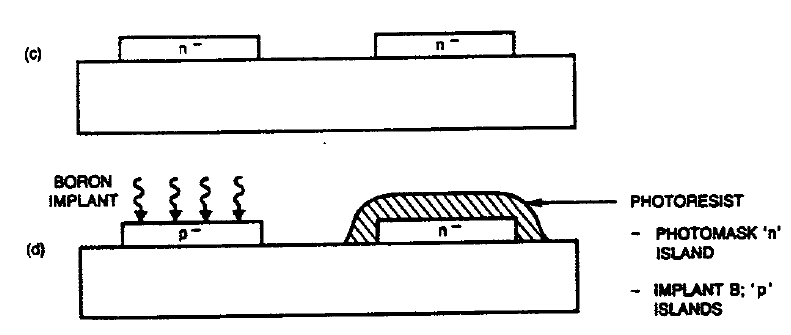 (c)
n⁻
n⁻
BORON
IMPLANT
PHOTORESIST
p⁻
n⁻
- PHOTOMASK 'n'
ISLAND
(d)
- IMPLANT B; 'p'
ISLANDS